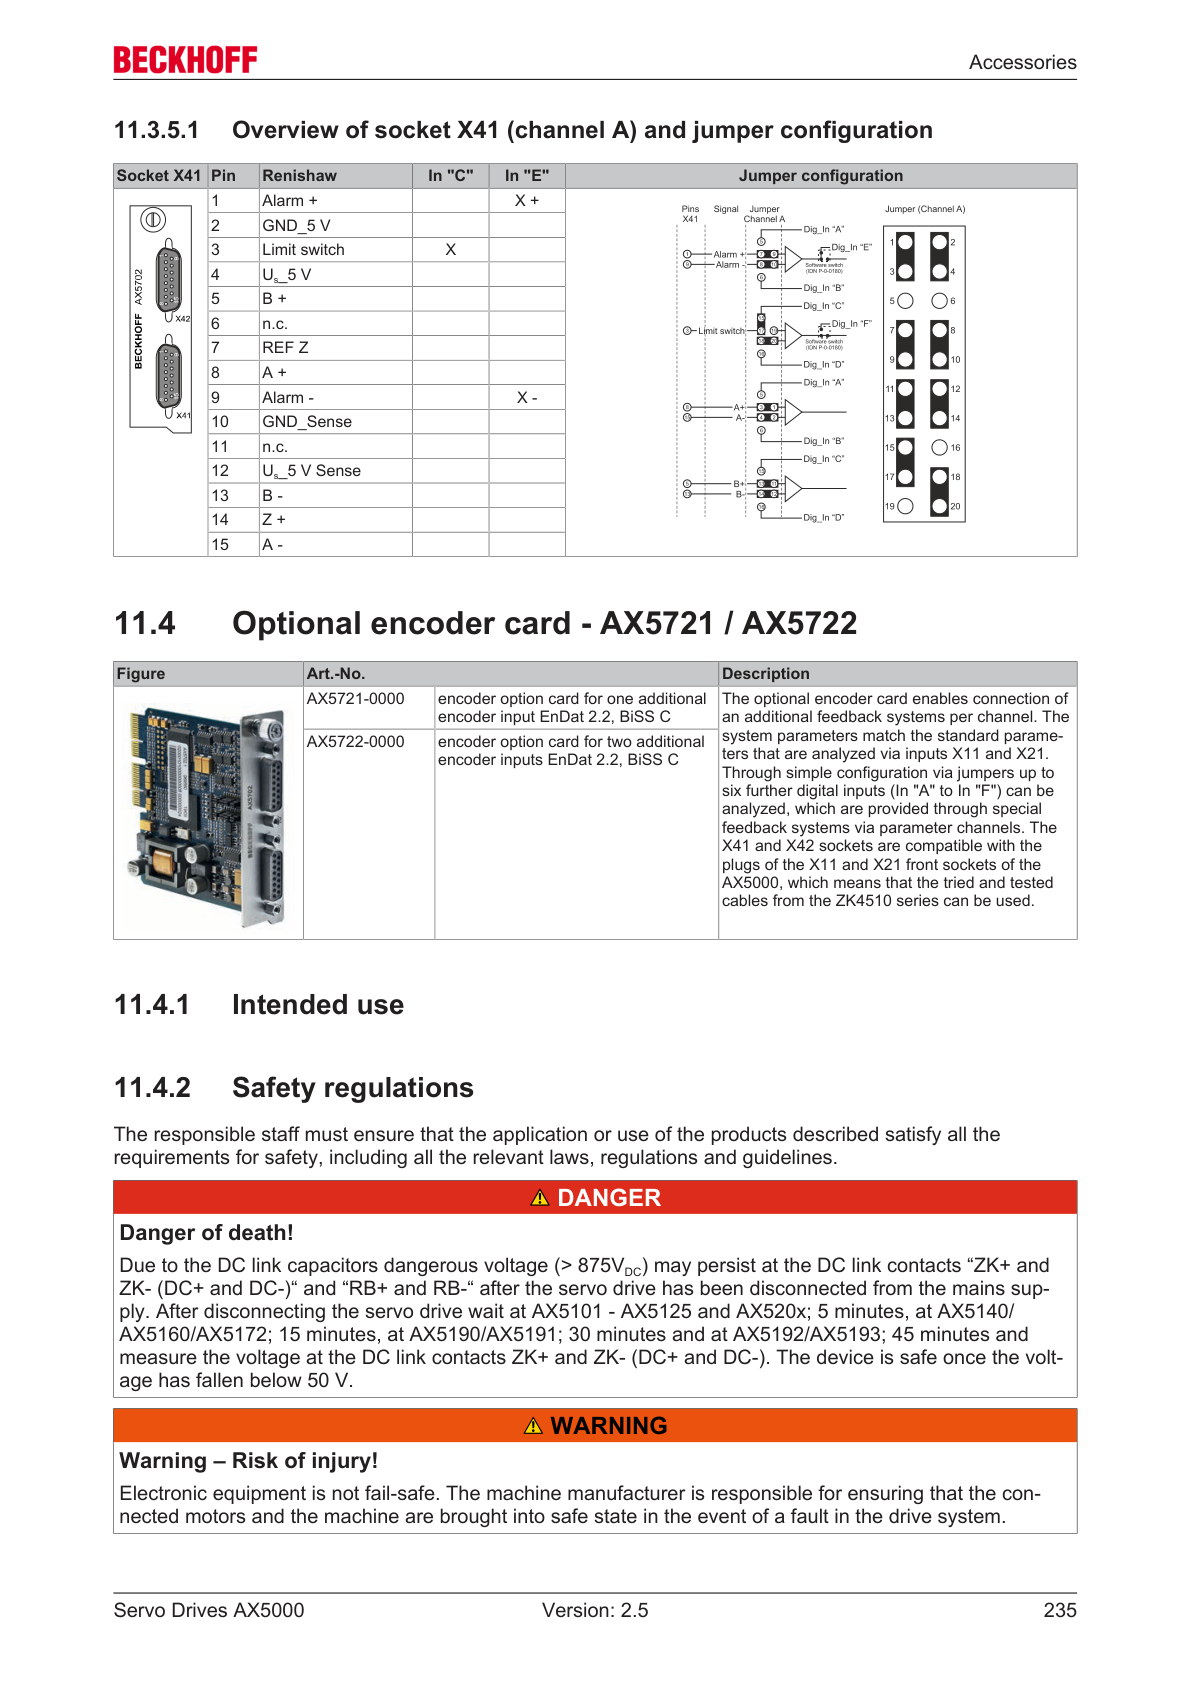 BECKHOFF
Accessories
11.3.5.1 Overview of socket X41 (channel A) and jumper configuration
Socket X41 Pin Renishaw In "C" In "E" Jumper configuration
1 Alarm + X +
2 GND_5 V
3 Limit switch X
4 Us_5 V
5 B +
6 n.c.
7 REF Z
8 A +
9 Alarm - X -
10 GND_Sense
11 n.c.
12 Us_5 V Sense
13 B -
14 Z +
15 A -
BECKHOFF AX5702
X42
X41
Pins X41 Signal Jumper Channel A
Dig_In “A”
Alarm +
Alarm -
Dig_In “E”
Software switch
(IDN P-0-0180)
Dig_In “B”
Dig_In “C”
Limit switch
Dig_In “F”
Software switch
(IDN P-0-0180)
Dig_In “D”
Dig_In “A”
A+
A-
Dig_In “B”
Dig_In “C”
B+
B-
Dig_In “D”
Jumper (Channel A)
1 2
3 4
5 6
7 8
9 10
11 12
13 14
15 16
17 18
19 20
11.4 Optional encoder card - AX5721 / AX5722
Figure Art.-No. Description
AX5721-0000 encoder option card for one additional
encoder input EnDat 2.2, BiSS C
AX5722-0000 encoder option card for two additional
encoder inputs EnDat 2.2, BiSS C
The optional encoder card enables connection of
an additional feedback systems per channel. The
system parameters match the standard parame-
ters that are analyzed via inputs X11 and X21.
Through simple configuration via jumpers up to
six further digital inputs (In "A" to In "F") can be
analyzed, which are provided through special
feedback systems via parameter channels. The
X41 and X42 sockets are compatible with the
plugs of the X11 and X21 front sockets of the
AX5000, which means that the tried and tested
cables from the ZK4510 series can be used.
11.4.1 Intended use
11.4.2 Safety regulations
The responsible staff must ensure that the application or use of the products described satisfy all the
requirements for safety, including all the relevant laws, regulations and guidelines.
DANGER
Danger of death!
Due to the DC link capacitors dangerous voltage (> 875VDC) may persist at the DC link contacts “ZK+ and
ZK- (DC+ and DC-)“ and “RB+ and RB-“ after the servo drive has been disconnected from the mains sup-
ply. After disconnecting the servo drive wait at AX5101 - AX5125 and AX520x; 5 minutes, at AX5140/
AX5160/AX5172; 15 minutes, at AX5190/AX5191; 30 minutes and at AX5192/AX5193; 45 minutes and
measure the voltage at the DC link contacts ZK+ and ZK- (DC+ and DC-). The device is safe once the volt-
age has fallen below 50 V.
WARNING
Warning – Risk of injury!
Electronic equipment is not fail-safe. The machine manufacturer is responsible for ensuring that the con-
nected motors and the machine are brought into safe state in the event of a fault in the drive system.
Servo Drives AX5000 Version: 2.5 235